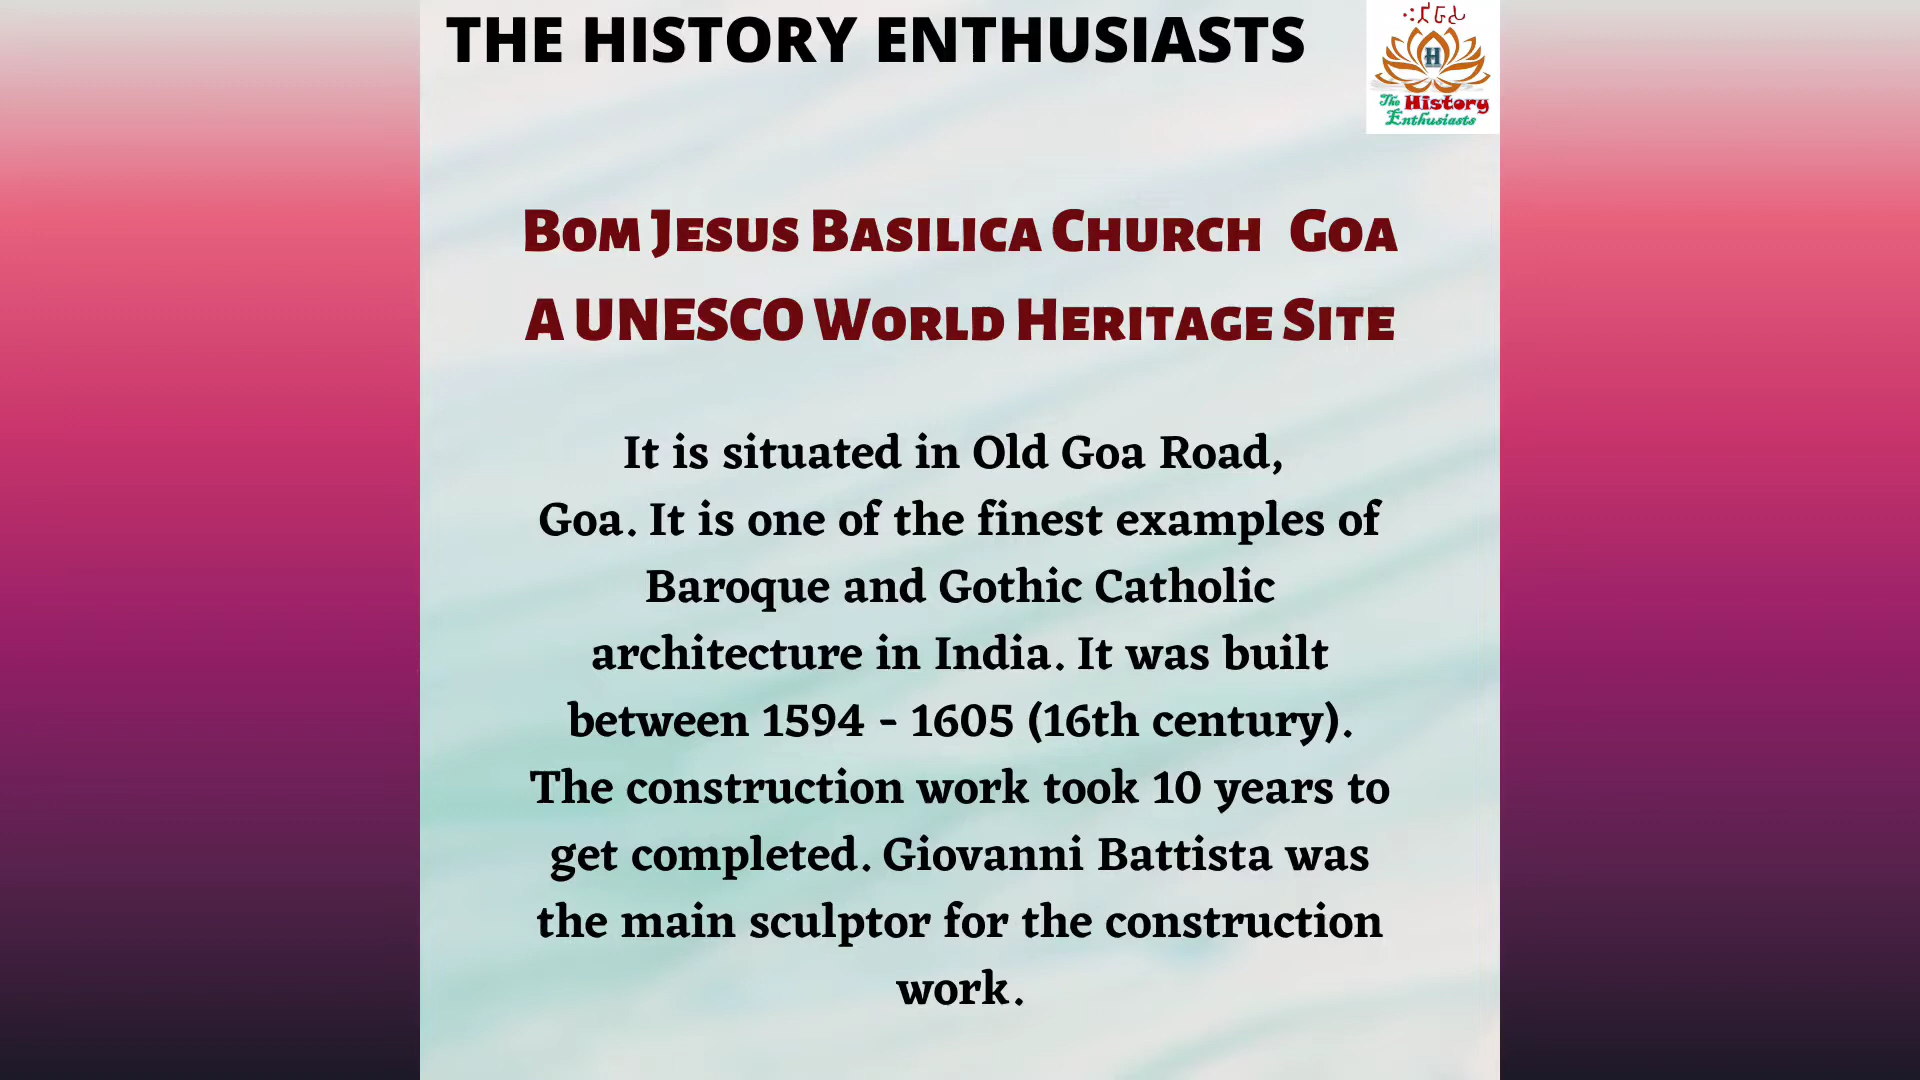 THE HISTORY ENTHUSIASTS
H
The History
Enthusiasts
Bom Jesus Basilica Church Goa
A UNESCO World Heritage Site
It is situated in Old Goa Road,
Goa. It is one of the finest examples of
Baroque and Gothic Catholic
architecture in India. It was built
between 1594 - 1605 (16th century).
The construction work took 10 years to
get completed. Giovanni Battista was
the main sculptor for the construction
work.